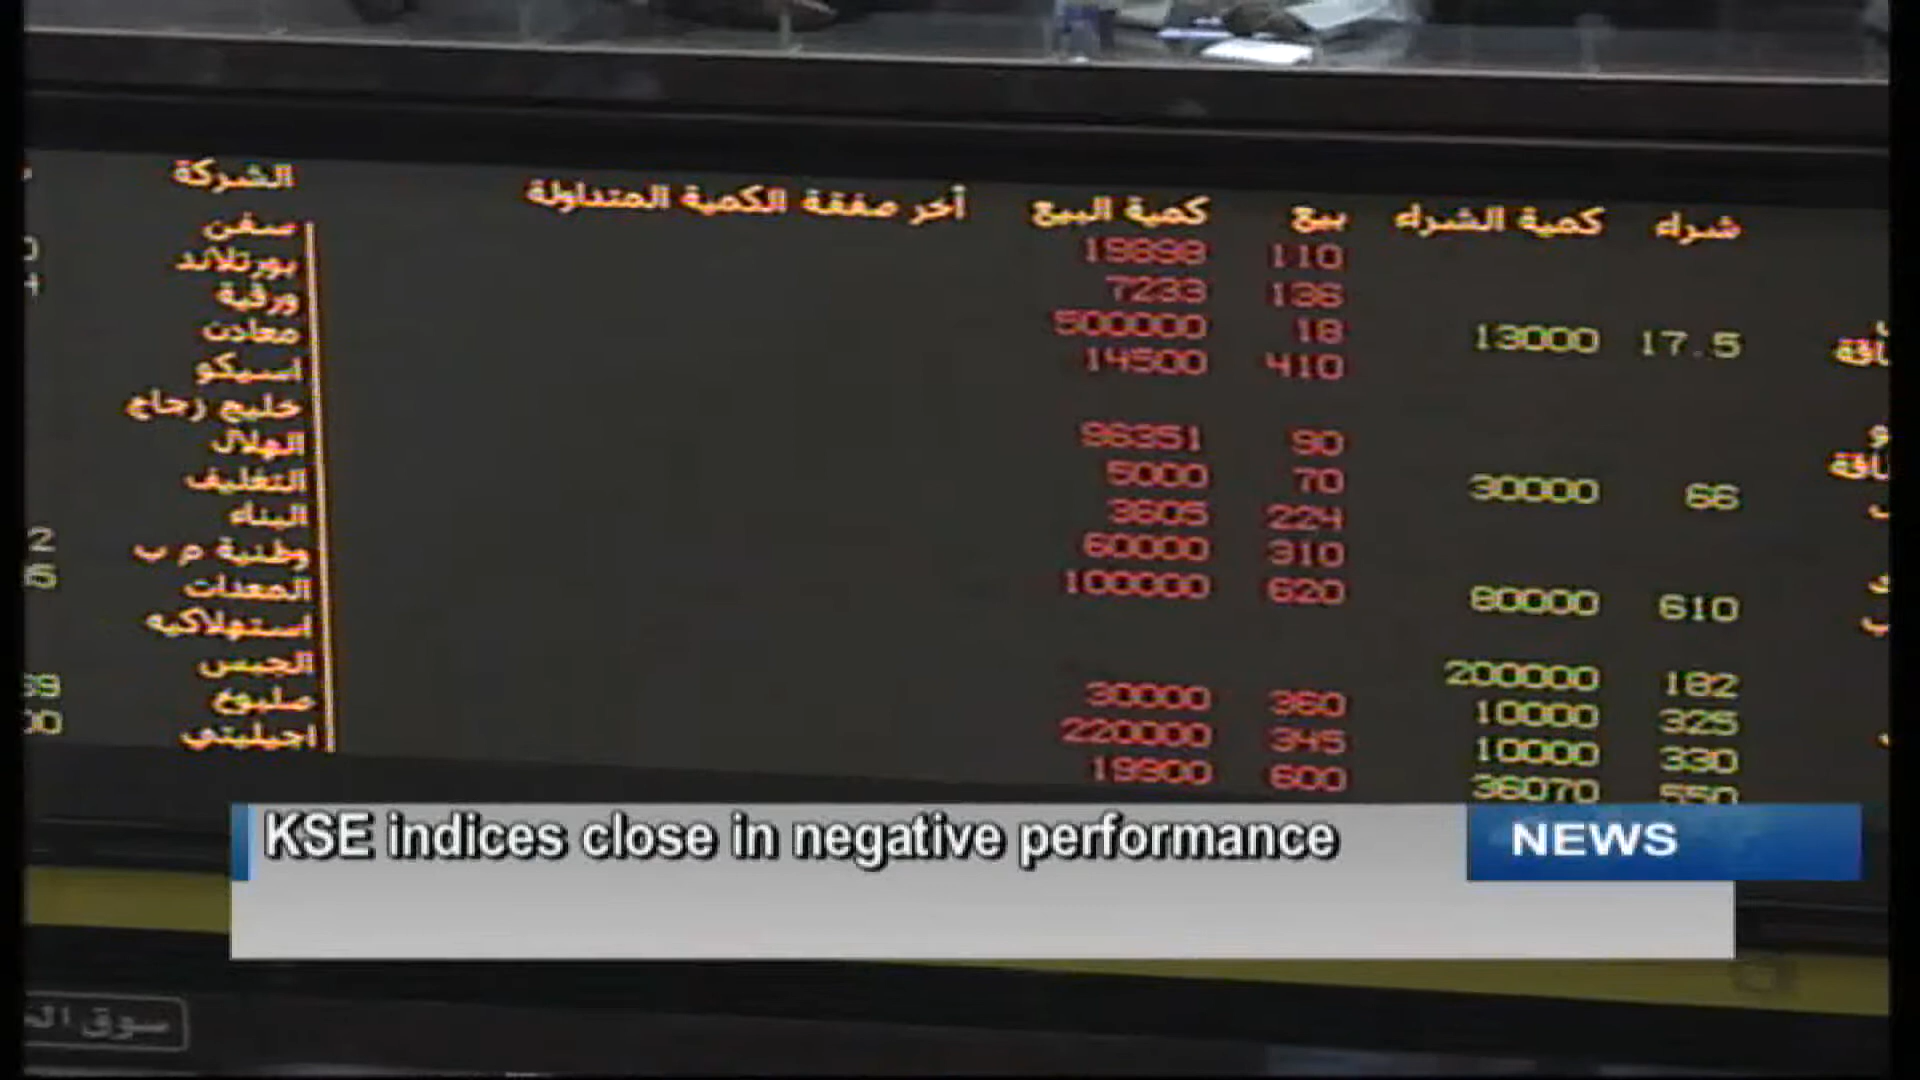 شراء كمية الشراء بيع كمية البيع أخر صفقة الكمية المتداولة الشركة
110 19898 سفن
136 7233 بورتلاند
17.5 13000 18 500000 ورقية
410 14500 معادن
اسيكو
90 96351 خليج زجاج
66 30000 70 5000 الهلال
224 3605 التغليف
310 60000 البناء
610 80000 620 100000 وطنية م ب
المعدات
182 200000 استهلاكيه
325 10000 360 30000 الجبس
330 10000 345 220000 صلبوخ
550 36070 600 19900 اجيليتي
KSE indices close in negative performance
NEWS
سوق